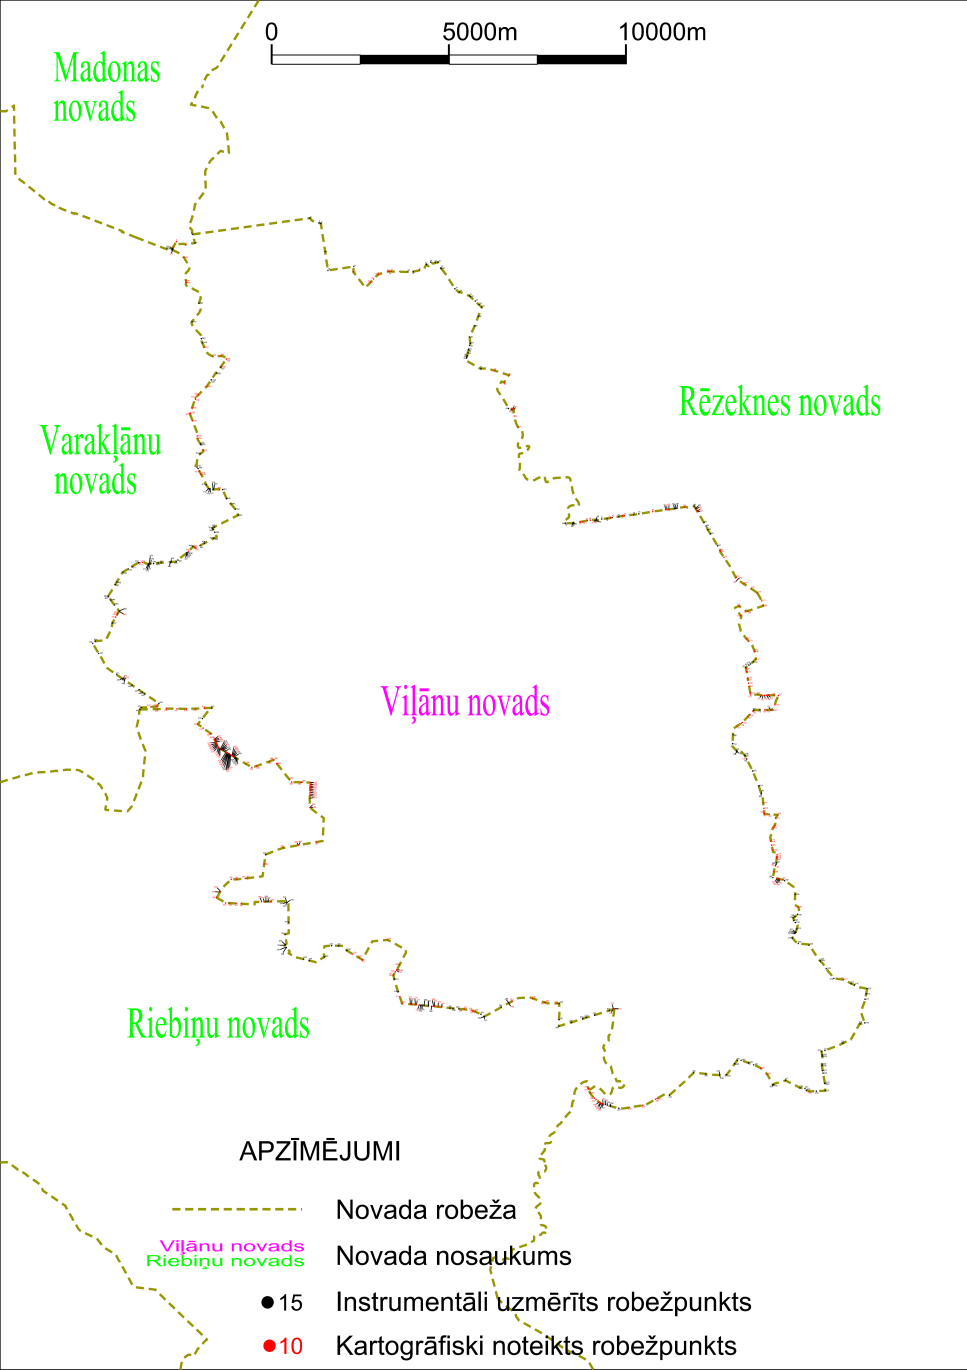 0 5000m 10000m
Madonas
novads
Rēzeknes novads
Varakļānu
novads
Viļānu novads
Riebiņu novads
APZĪMĒJUMI
Novada robeža
Viļānu novads
Riebiņu novads
Novada nosaukums
15 Instrumentāli uzmērīts robežpunkts
10 Kartogrāfiski noteikts robežpunkts